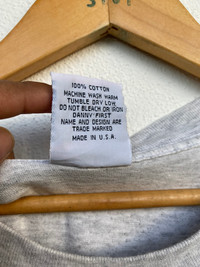 100% COTTON
MACHINE WASK WARM
TUMBLE DRY LOW
DO NOT BLEACH OR IRON
DANNY FIRST
NAME AND DESIGN ARE
TRADE MARKED
MADE IN U.S.A.